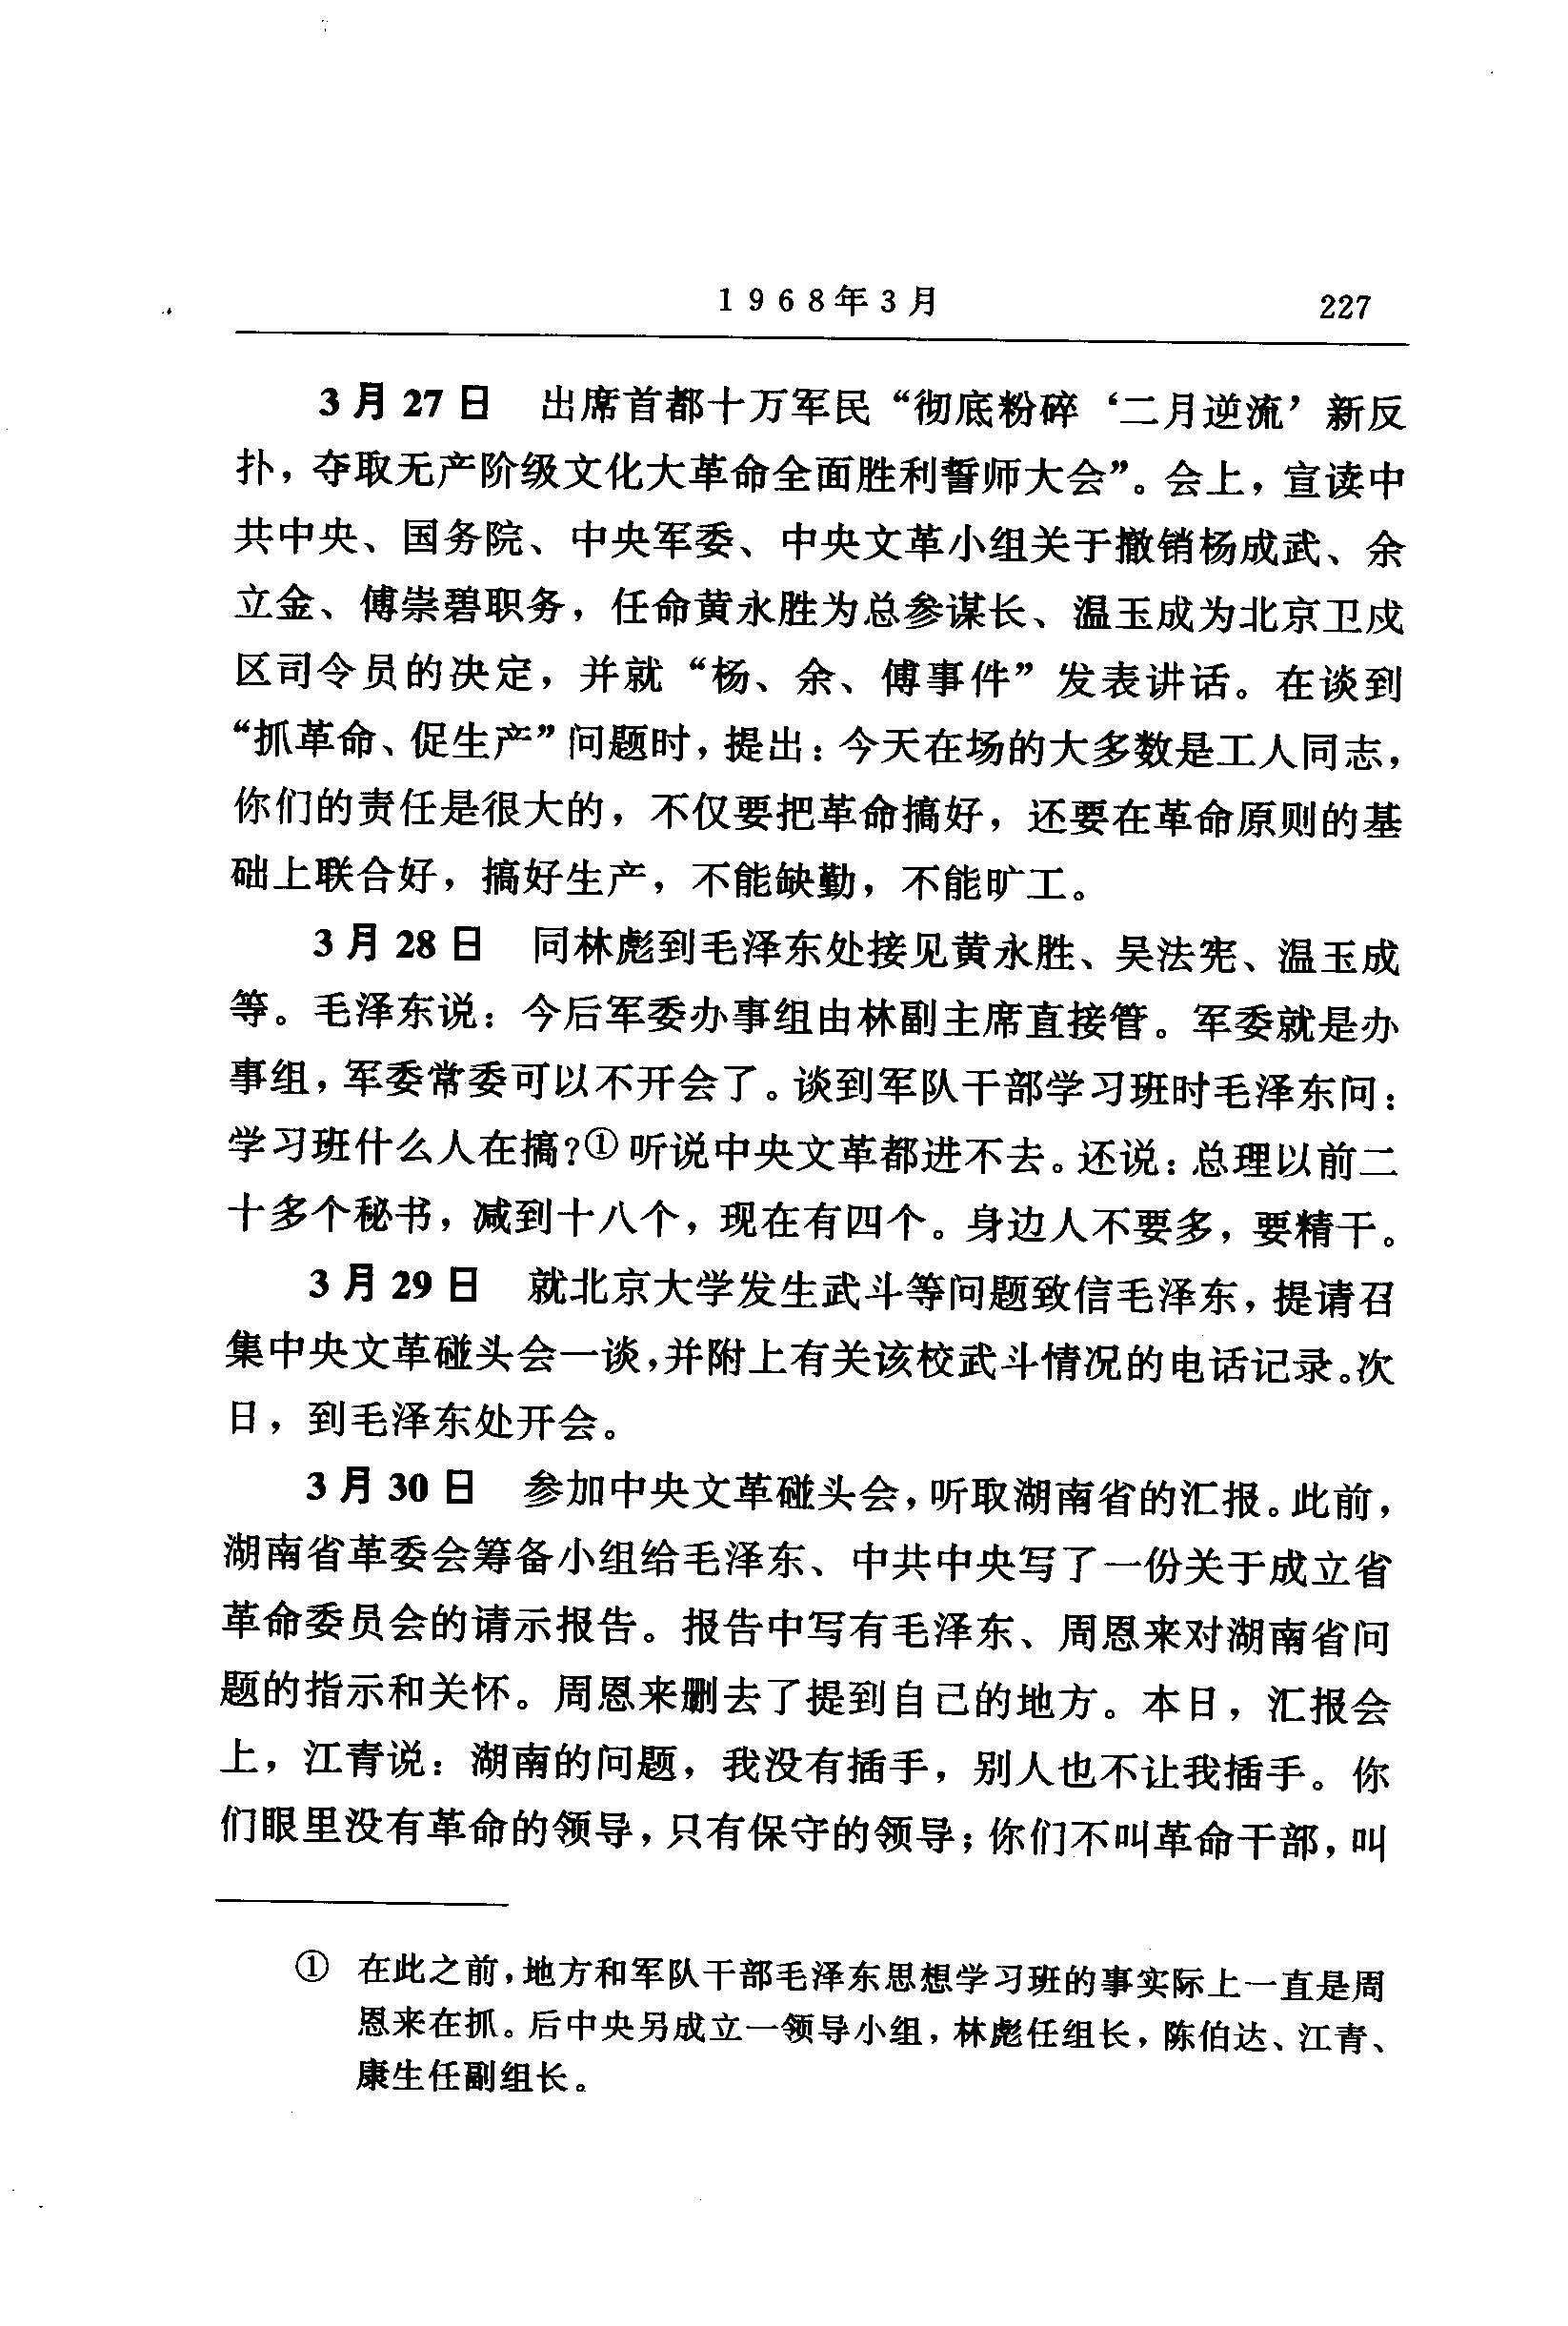 1968年3月 227
3月27日 出席首都十万军民“彻底粉碎‘二月逆流’新反
扑，夺取无产阶级文化大革命全面胜利誓师大会”。会上，宣读中
共中央、国务院、中央军委、中央文革小组关于撤销杨成武、余
立金、傅崇碧职务，任命黄永胜为总参谋长、温玉成为北京卫戍
区司令员的决定，并就“杨、余、傅事件”发表讲话。在谈到
“抓革命、促生产”问题时，提出：今天在场的大多数是工人同志，
你们的责任是很大的，不仅要把革命搞好，还要在革命原则的基
础上联合好，搞好生产，不能缺勤，不能旷工。
3月28日 同林彪到毛泽东处接见黄永胜、吴法宪、温玉成
等。毛泽东说：今后军委办事组由林副主席直接管。军委就是办
事组，军委常委可以不开会了。谈到军队干部学习班时毛泽东问：
学习班什么人在搞？①听说中央文革都进不去。还说：总理以前二
十多个秘书，减到十八个，现在有四个。身边人不要多，要精干。
3月29日 就北京大学发生武斗等问题致信毛泽东，提请召
集中央文革碰头会一谈，并附上有关该校武斗情况的电话记录。次
日，到毛泽东处开会。
3月30日 参加中央文革碰头会，听取湖南省的汇报。此前，
湖南省革委会筹备小组给毛泽东、中共中央写了一份关于成立省
革命委员会的请示报告。报告中写有毛泽东、周恩来对湖南省问
题的指示和关怀。周恩来删去了提到自己的地方。本日，汇报会
上，江青说：湖南的问题，我没有插手，别人也不让我插手。你
们眼里没有革命的领导，只有保守的领导；你们不叫革命干部，叫
① 在此之前，地方和军队干部毛泽东思想学习班的事实际上一直是周
恩来在抓。后中央另成立一领导小组，林彪任组长，陈伯达、江青、
康生任副组长。